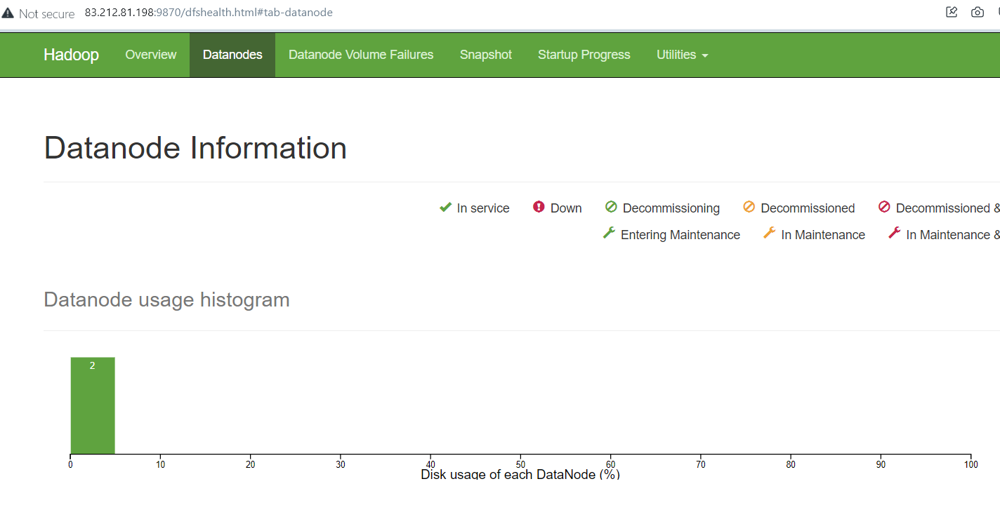 Not secure 83.212.81.198:9870/dfshealth.html#tab-datanode
Hadoop Overview Datanodes Datanode Volume Failures Snapshot Startup Progress Utilities
Datanode Information
In service Down Decommissioning Decommissioned Decommissioned &
Entering Maintenance In Maintenance In Maintenance &
Datanode usage histogram
2
0 10 20 30 40 50 60 70 80 90 100
Disk usage of each DataNode (%)